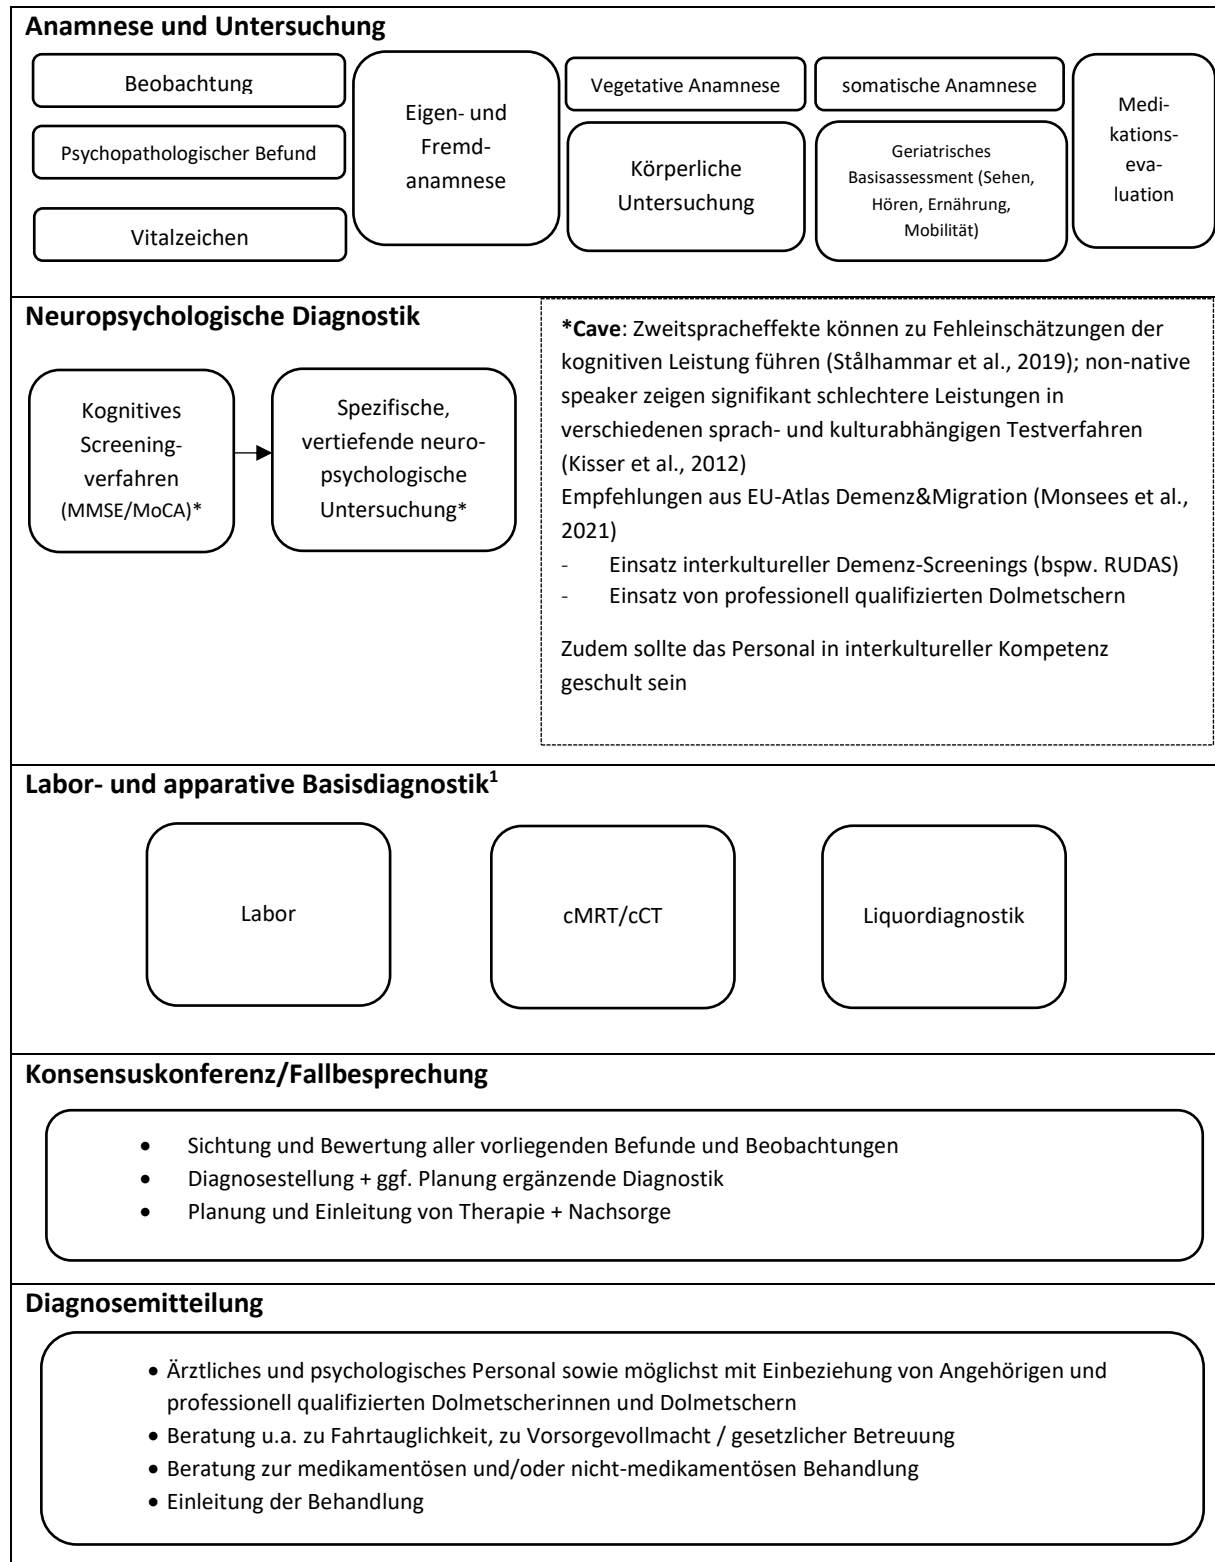 Anamnese und Untersuchung
Beobachtung
Psychopathologischer Befund
Vitalzeichen
Eigen- und
Fremd-
anamnese
Vegetative Anamnese
Körperliche
Untersuchung
somatische Anamnese
Geriatrisches
Basisassessment (Sehen,
Hören, Ernährung,
Mobilität)
Medi-
kations-
eva-
luation
Neuropsychologische Diagnostik
Kognitives
Screening-
verfahren
(MMSE/MoCA)*
Spezifische,
vertiefende neuro-
psychologische
Untersuchung*
*Cave: Zweitspracheffekte können zu Fehleinschätzungen der
kognitiven Leistung führen (Stålhammar et al., 2019); non-native
speaker zeigen signifikant schlechtere Leistungen in
verschiedenen sprach- und kulturabhängigen Testverfahren
(Kisser et al., 2012)
Empfehlungen aus EU-Atlas Demenz&Migration (Monsees et al.,
2021)
- Einsatz interkultureller Demenz-Screenings (bspw. RUDAS)
- Einsatz von professionell qualifizierten Dolmetschern
Zudem sollte das Personal in interkultureller Kompetenz
geschult sein
Labor- und apparative Basisdiagnostik¹
Labor
cMRT/cCT
Liquordiagnostik
Konsensuskonferenz/Fallbesprechung
• Sichtung und Bewertung aller vorliegenden Befunde und Beobachtungen
• Diagnosestellung + ggf. Planung ergänzende Diagnostik
• Planung und Einleitung von Therapie + Nachsorge
Diagnosemitteilung
• Ärztliches und psychologisches Personal sowie möglichst mit Einbeziehung von Angehörigen und
professionell qualifizierten Dolmetscherinnen und Dolmetschern
• Beratung u.a. zu Fahrtauglichkeit, zu Vorsorgevollmacht / gesetzlicher Betreuung
• Beratung zur medikamentösen und/oder nicht-medikamentösen Behandlung
• Einleitung der Behandlung